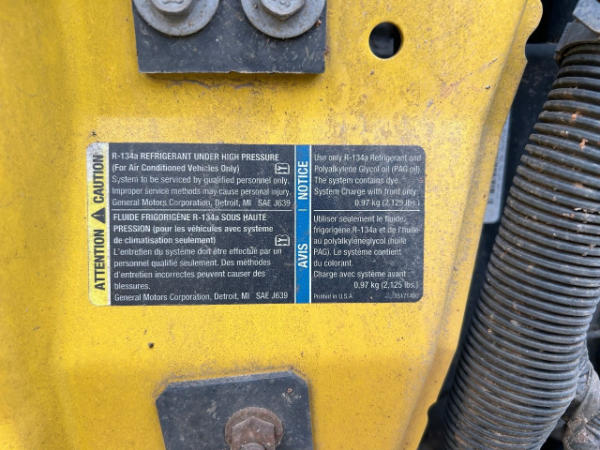 CAUTION
ATTENTION
R-134a REFRIGERANT UNDER HIGH PRESSURE
(For Air Conditioned Vehicles Only)
System to be serviced by qualified personnel only.
Improper service methods may cause personal injury.
General Motors Corporation, Detroit, MI SAE J639
FLUIDE FRIGORIGÈNE R-134a SOUS HAUTE
PRESSION (pour les véhicules avec système
de climatisation seulement)
L'entretien du système doit être effectué par un
personnel qualifié seulement. Des méthodes
d'entretien incorrectes peuvent causer des
blessures.
General Motors Corporation, Detroit, MI SAE J639
NOTICE
AVIS
Use only R-134a Refrigerant and
Polyalkylene Glycol oil (PAG oil)
The system contains dye.
System Charge with front only
0.97 kg (2,125 lbs.)
Utiliser seulement le fluide
frigorigène R-134a et de l'huile
au polyalkylèneglycol (huile
PAG). Le système contient
du colorant.
Charge avec système avant
0.97 kg (2,125 lbs.)
Printed in U.S.A.